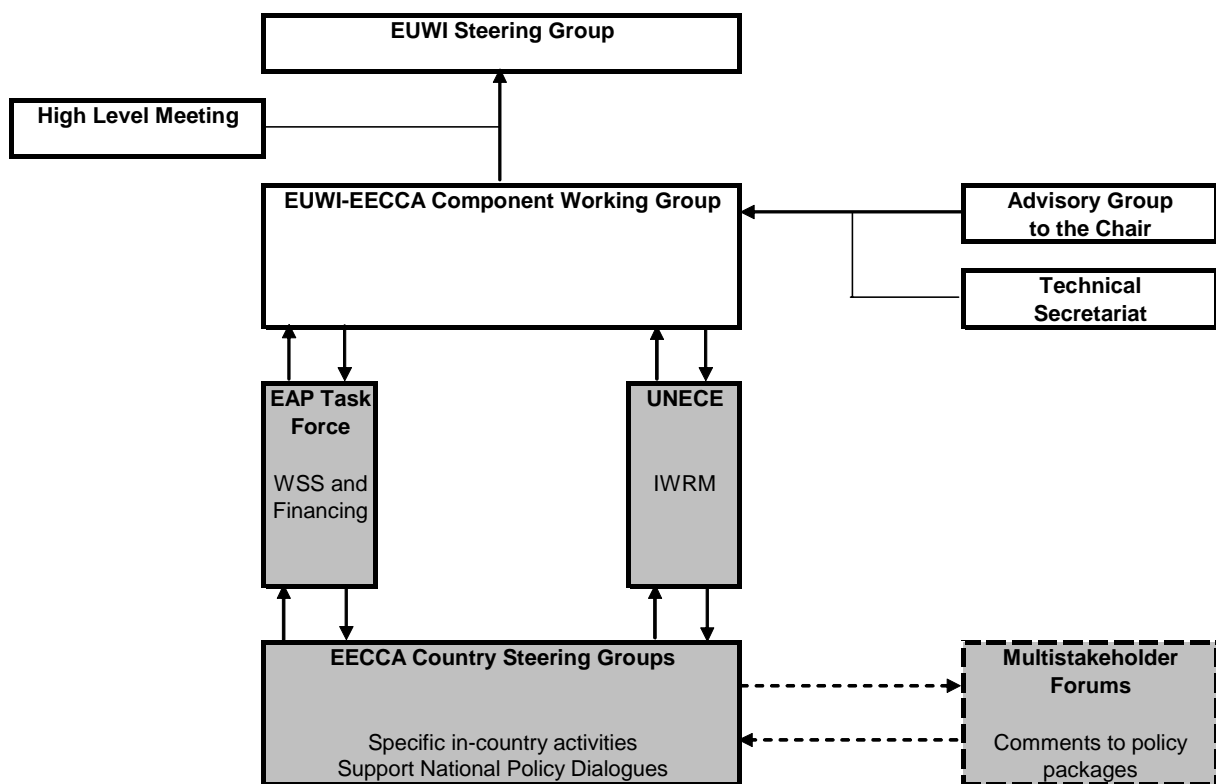 EUWI Steering Group
High Level Meeting
EUWI-EECCA Component Working Group
Advisory Group
to the Chair
Technical
Secretariat
EAP Task
Force
WSS and
Financing
UNECE
IWRM
EECCA Country Steering Groups
Specific in-country activities
Support National Policy Dialogues
Multistakeholder
Forums
Comments to policy
packages